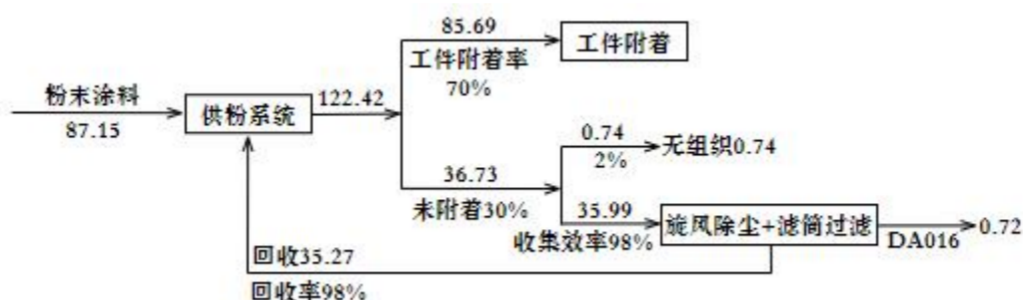 85.69
工件附着率
70%
工件附着
粉末涂料
87.15
供粉系统
122.42
0.74
2%
无组织0.74
36.73
未附着30%
35.99
收集效率98%
旋风除尘+滤筒过滤
DA016
0.72
回收35.27
回收率98%